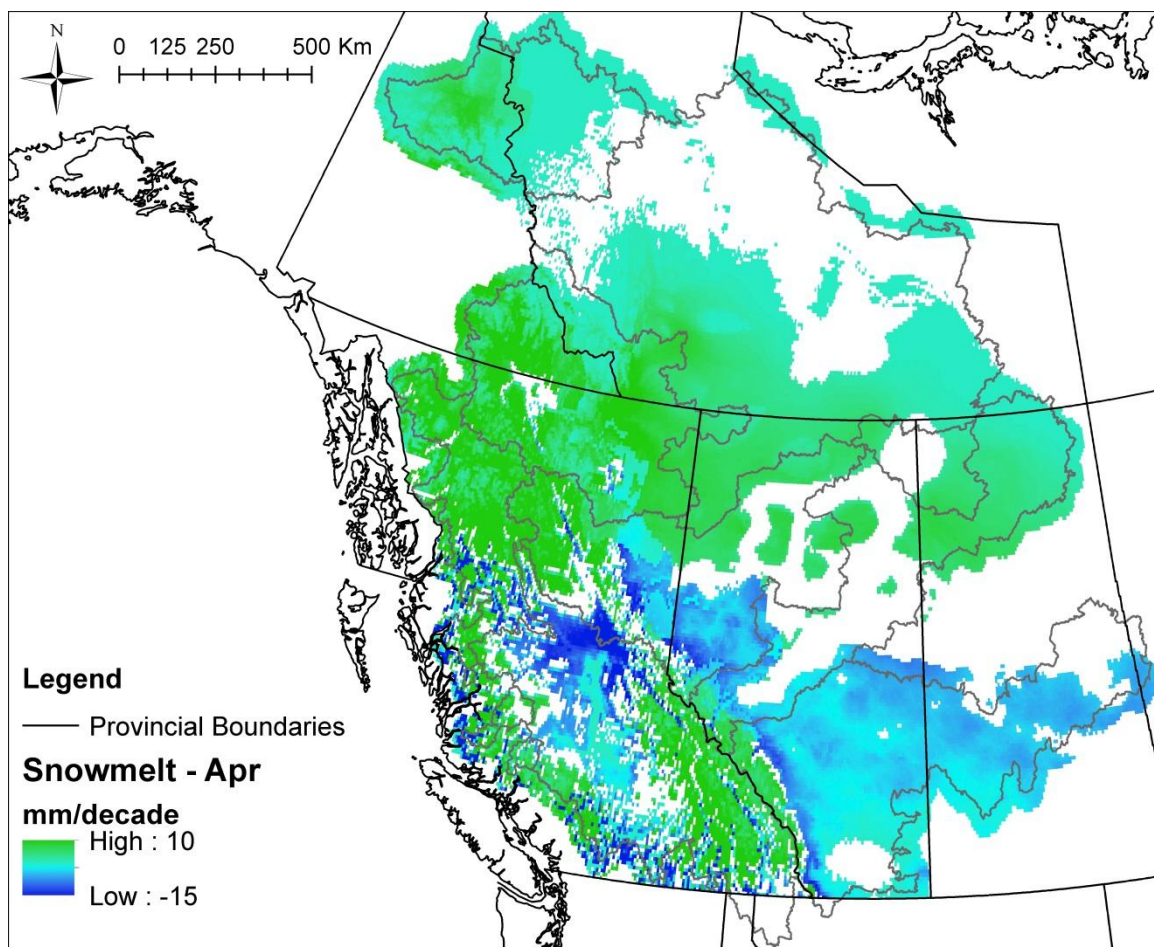 N
0 125 250 500 Km
Legend
Provincial Boundaries
Snowmelt - Apr
mm/decade
High : 10
Low : -15